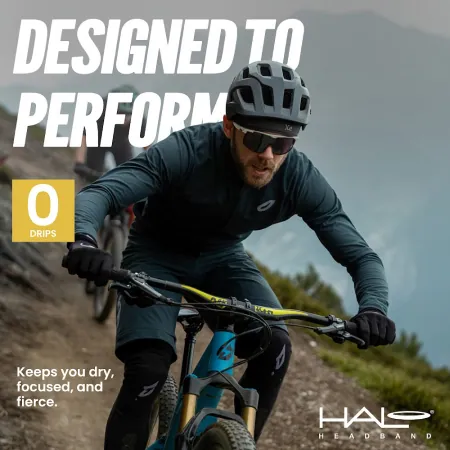 DESIGNED TO
PERFORM
0
DRIPS
Keeps you dry,
focused, and
fierce.
HALO®
HEADBAND